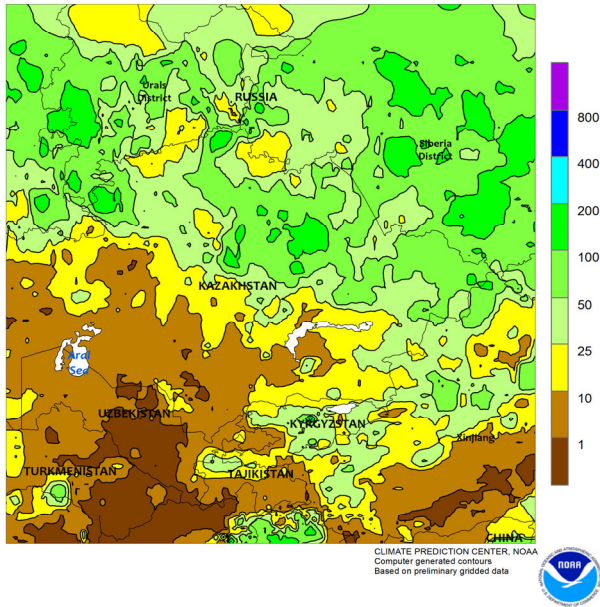 Urals
District
RUSSIA
Siberia
District
KAZAKHSTAN
Aral
Sea
UZBEKISTAN
KYRGYZSTAN
Xinjiang
TURKMENISTAN
TAJIKISTAN
CHINA
800
400
200
100
50
25
10
1
CLIMATE PREDICTION CENTER, NOAA
Computer generated contours
Based on preliminary gridded data
NOAA